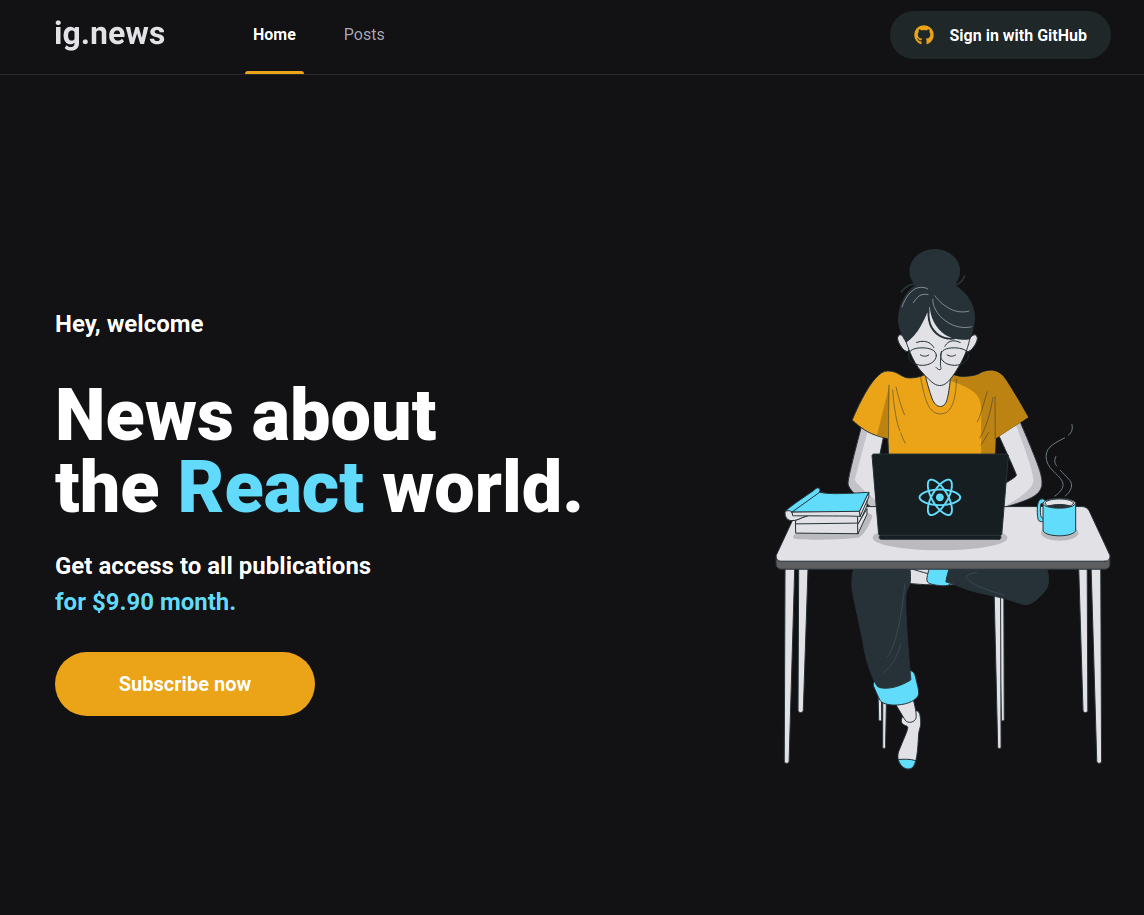 ig.news
Home
Posts
Sign in with GitHub
Hey, welcome
News about
the React world.
Get access to all publications
for $9.90 month.
Subscribe now